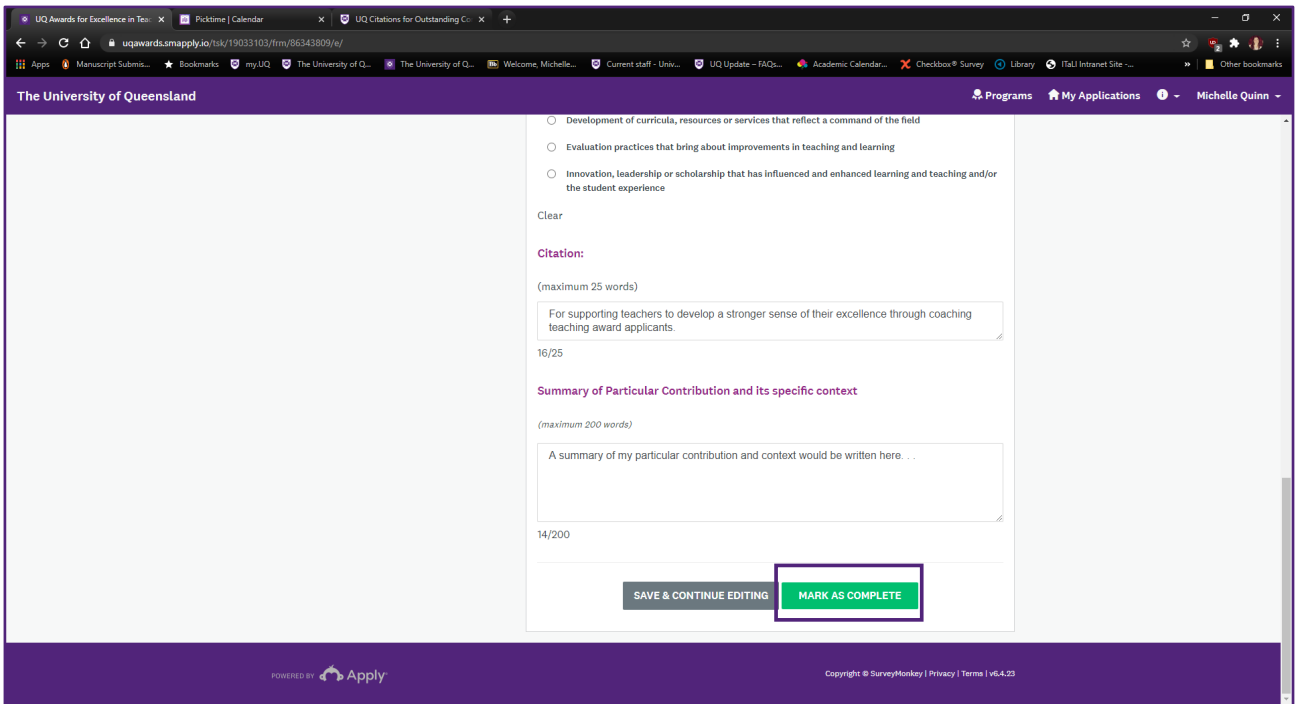 UQ Awards for Excellence in Teac
Picktime | Calendar
UQ Citations for Outstanding Co
uqawards.smapply.io/tsk/19033103/frm/86343809/e/
Apps
Manuscript Submis...
Bookmarks
my.UQ
The University of Q...
The University of Q...
Welcome, Michelle...
Current staff - Univ...
UQ Update – FAQs...
Academic Calendar...
Checkbox® Survey
Library
ITaLI Intranet Site -...
»
Other bookmarks
The University of Queensland
Programs
My Applications
Michelle Quinn
Development of curricula, resources or services that reflect a command of the field
Evaluation practices that bring about improvements in teaching and learning
Innovation, leadership or scholarship that has influenced and enhanced learning and teaching and/or
the student experience
Clear
Citation:
(maximum 25 words)
For supporting teachers to develop a stronger sense of their excellence through coaching
teaching award applicants.
16/25
Summary of Particular Contribution and its specific context
(maximum 200 words)
A summary of my particular contribution and context would be written here. . .
14/200
SAVE & CONTINUE EDITING
MARK AS COMPLETE
POWERED BY Apply
Copyright © SurveyMonkey | Privacy | Terms | v6.4.23